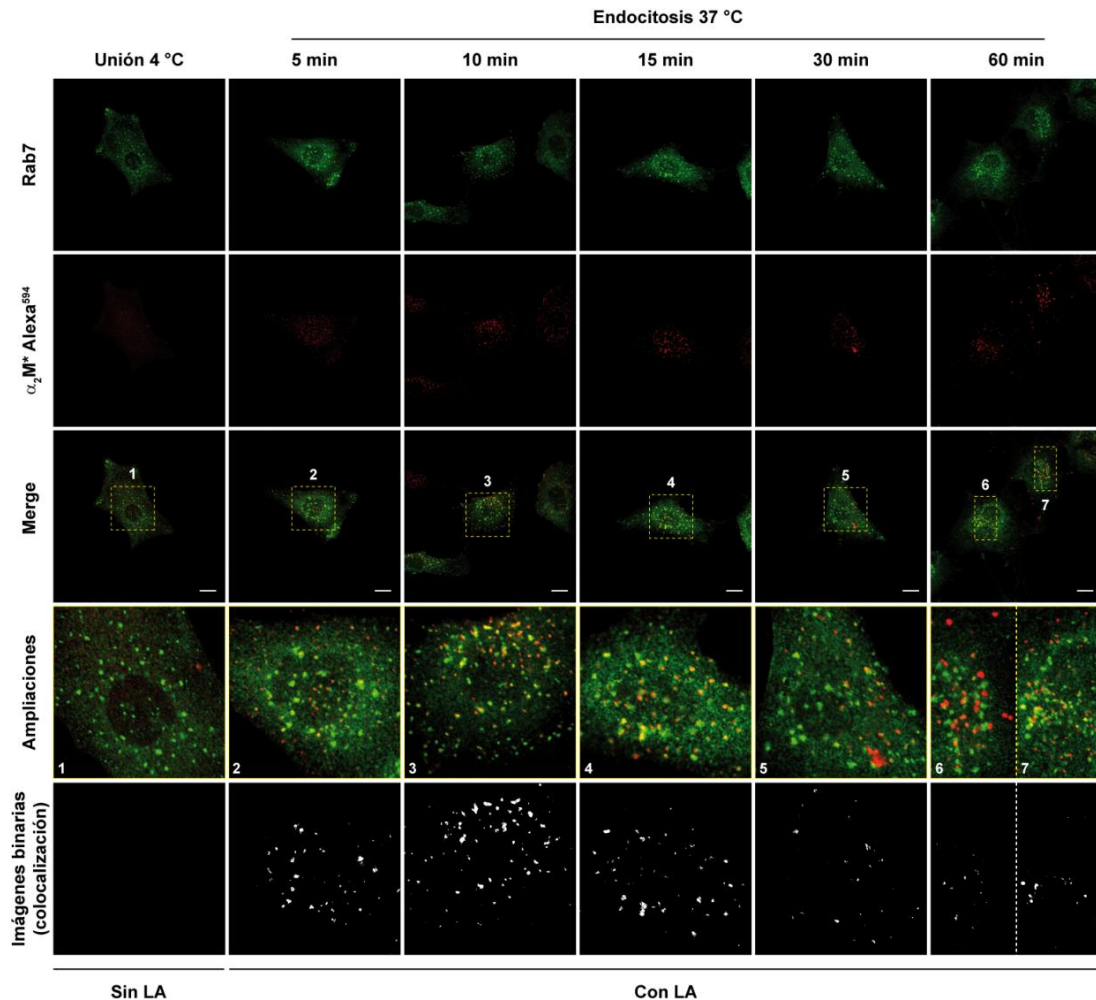 Endocitosis 37 °C
Unión 4 °C
5 min
10 min
15 min
30 min
60 min
Rab7
α₂M* Alexa⁵⁹⁴
Merge
1
2
3
4
5
6
7
Ampliaciones
1
2
3
4
5
6
7
Imágenes binarias
(colocalización)
Sin LA
Con LA